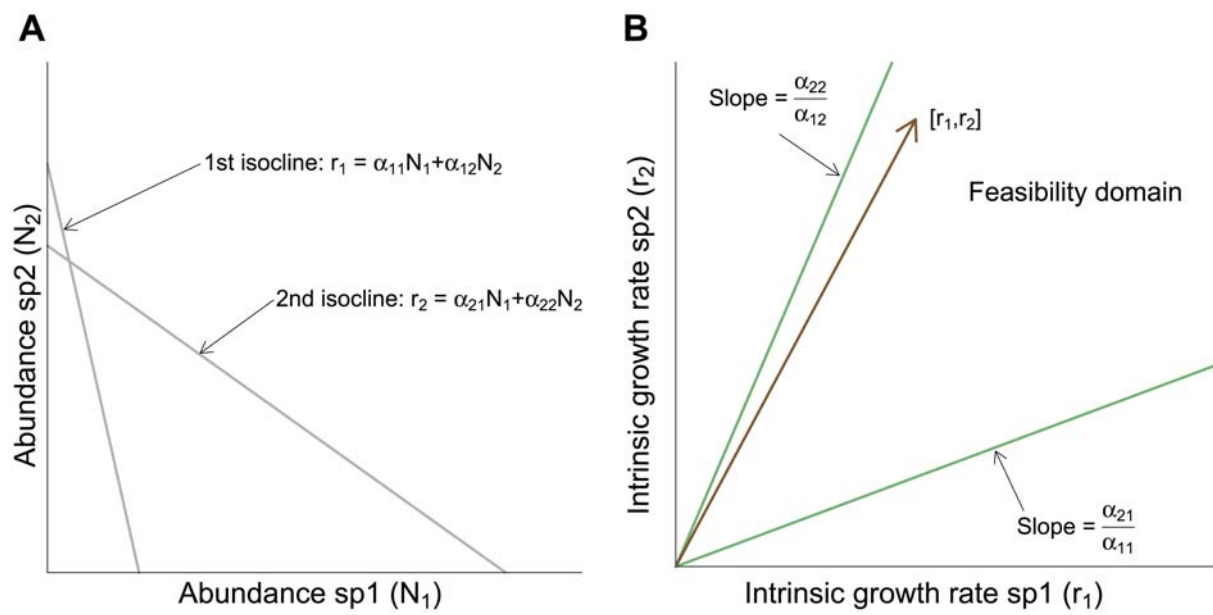 A
Abundance sp2 (N₂)
1st isocline: r₁ = α₁₁N₁+α₁₂N₂
2nd isocline: r₂ = α₂₁N₁+α₂₂N₂
Abundance sp1 (N₁)
B
Intrinsic growth rate sp2 (r₂)
Slope = α₂₂/α₁₂
[r₁,r₂]
Feasibility domain
Slope = α₂₁/α₁₁
Intrinsic growth rate sp1 (r₁)